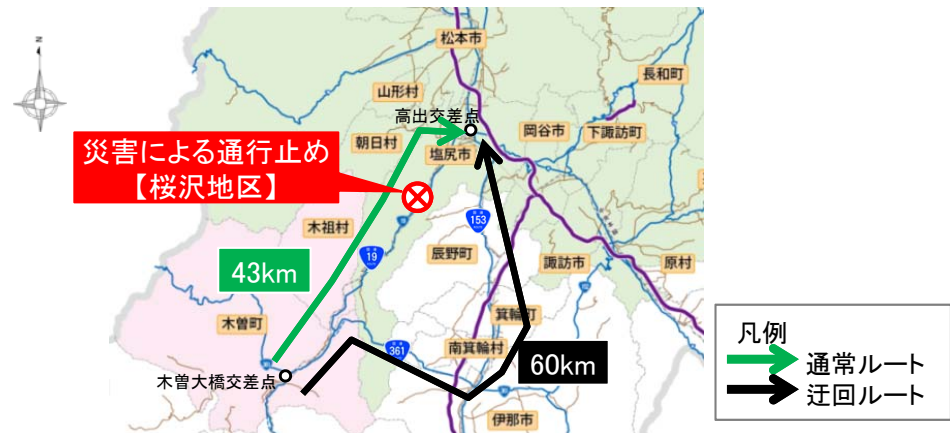 N
松本市
長和町
山形村
高出交差点
岡谷市
下諏訪町
朝日村
塩尻市
災害による通行止め
【桜沢地区】
木祖村
153
19
辰野町
諏訪市
原村
43km
木曽町
箕輪町
361
南箕輪村
60km
木曽大橋交差点
伊那市
凡例
通常ルート
迂回ルート